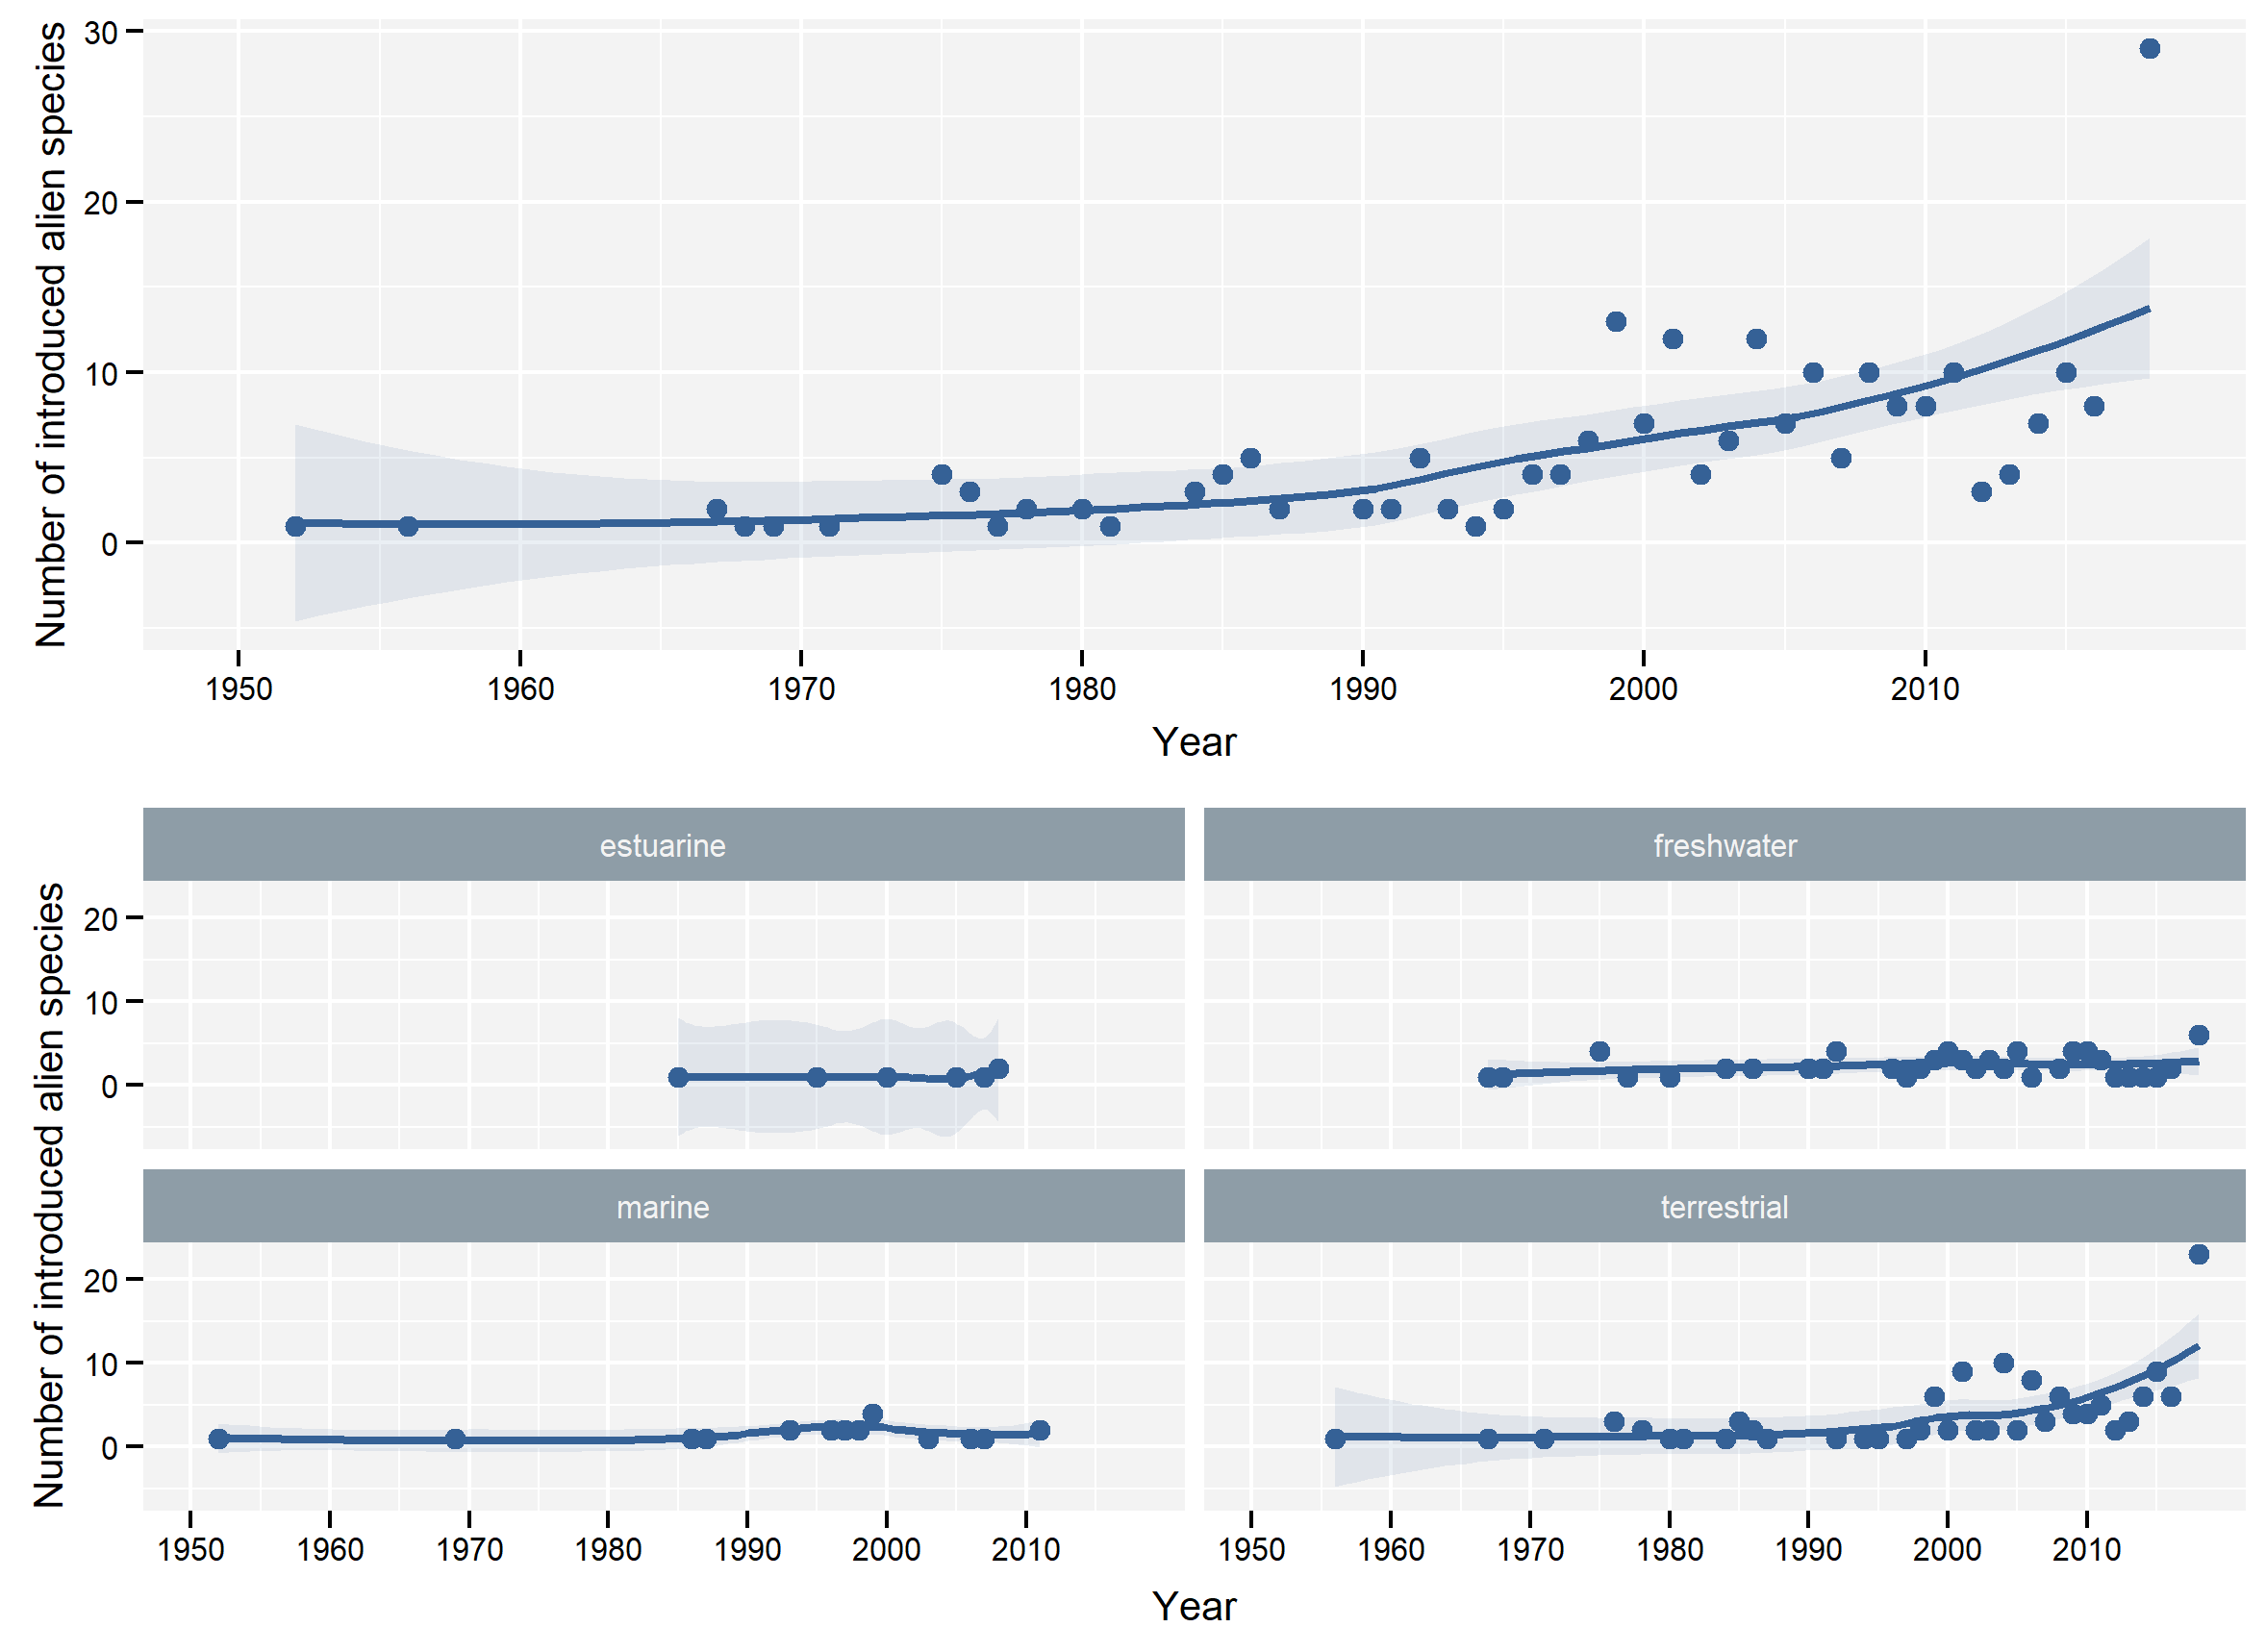 Number of introduced alien species
30
20
10
0
1950 1960 1970 1980 1990 2000 2010
Year
estuarine freshwater
Number of introduced alien species
20
10
0
marine terrestrial
20
10
0
1950 1960 1970 1980 1990 2000 2010 1950 1960 1970 1980 1990 2000 2010
Year